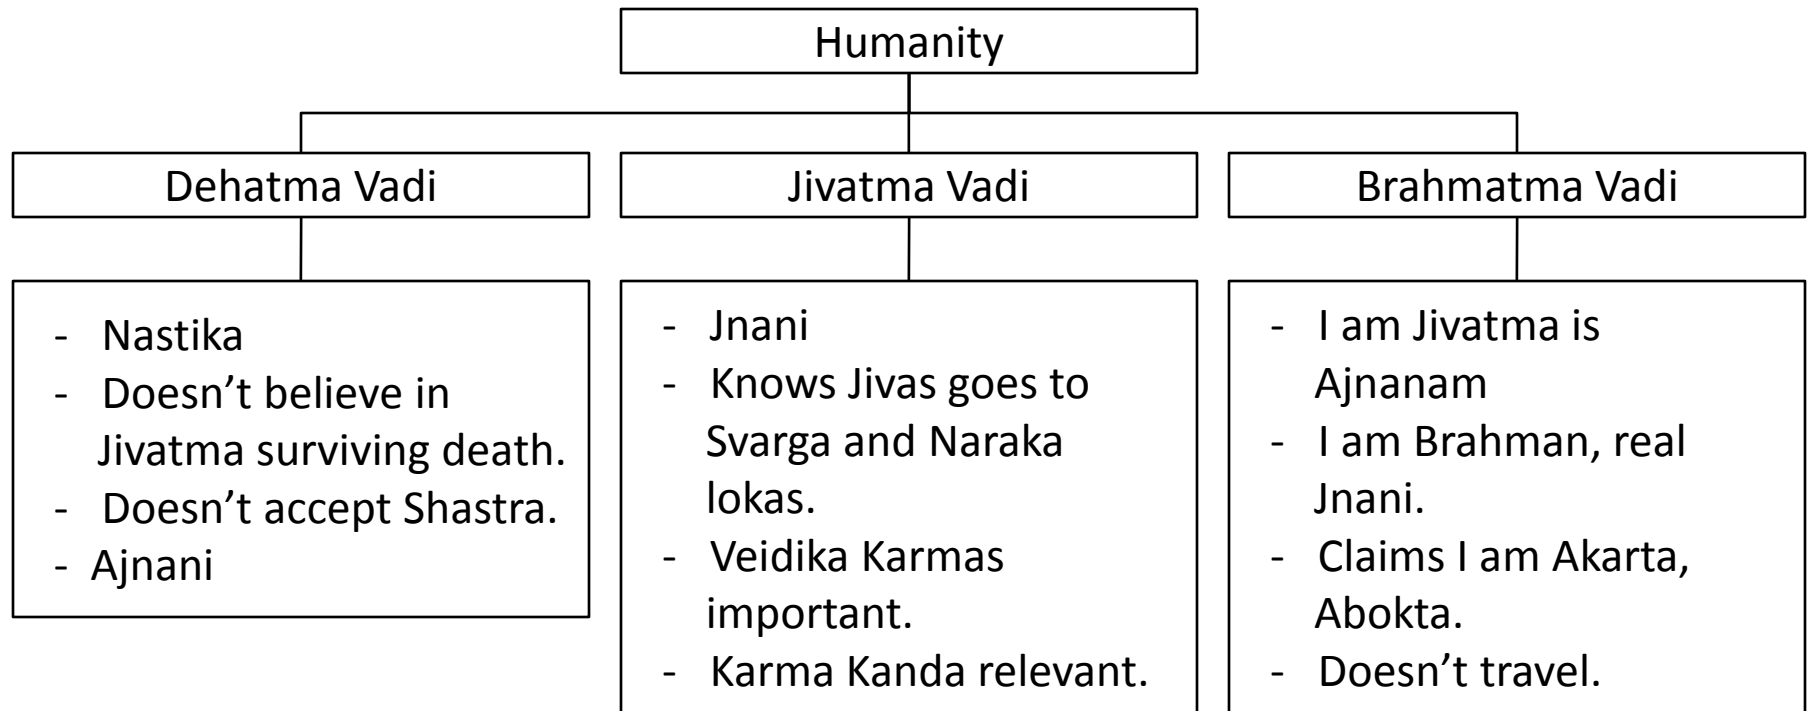 Humanity
Dehatma Vadi
Jivatma Vadi
Brahmatma Vadi
- Nastika
- Doesn’t believe in
Jivatma surviving death.
- Doesn’t accept Shastra.
- Ajnani
- Jnani
- Knows Jivas goes to
Svarga and Naraka
lokas.
- Veidika Karmas
important.
- Karma Kanda relevant.
- I am Jivatma is
Ajnanam
- I am Brahman, real
Jnani.
- Claims I am Akarta,
Abokta.
- Doesn’t travel.